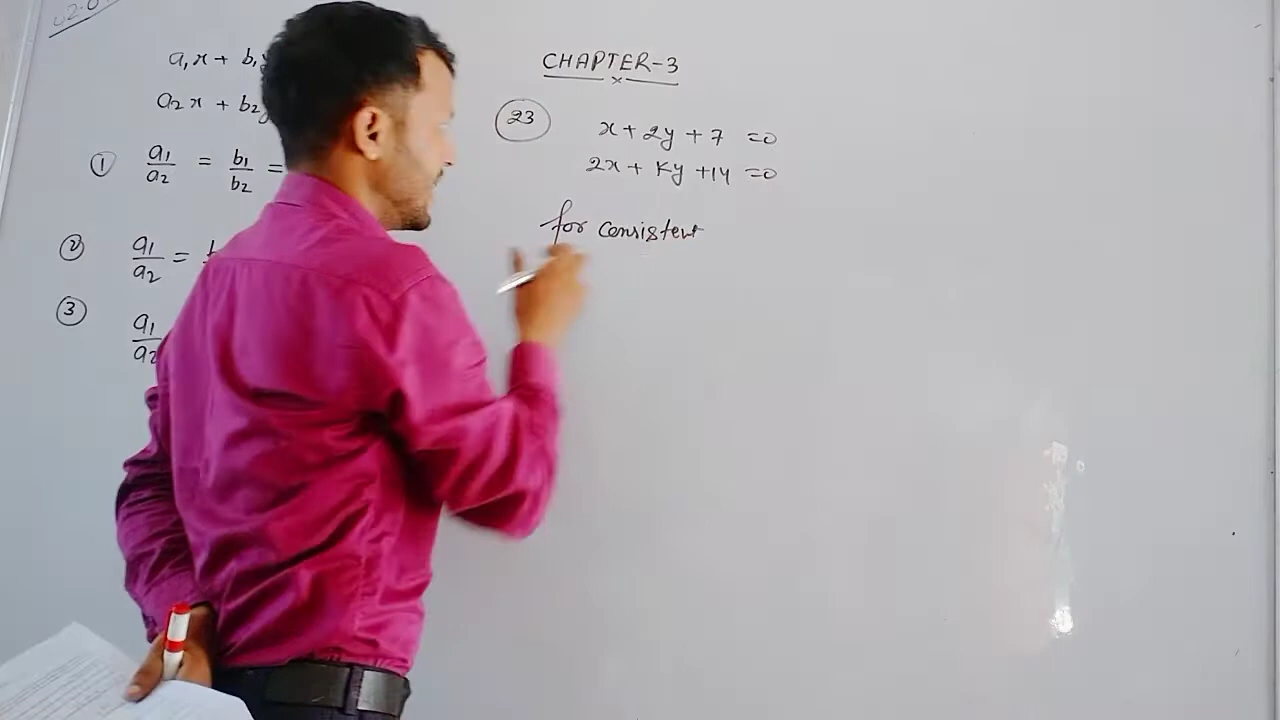 a₁x + b₁
a₂x + b₂
① a₁/a₂ = b₁/b₂ =
② a₁/a₂ =
③ a₁/a₂
CHAPTER-3
×
㉓ x + 2y + 7 = 0
2x + Ky + 14 = 0
for consistent